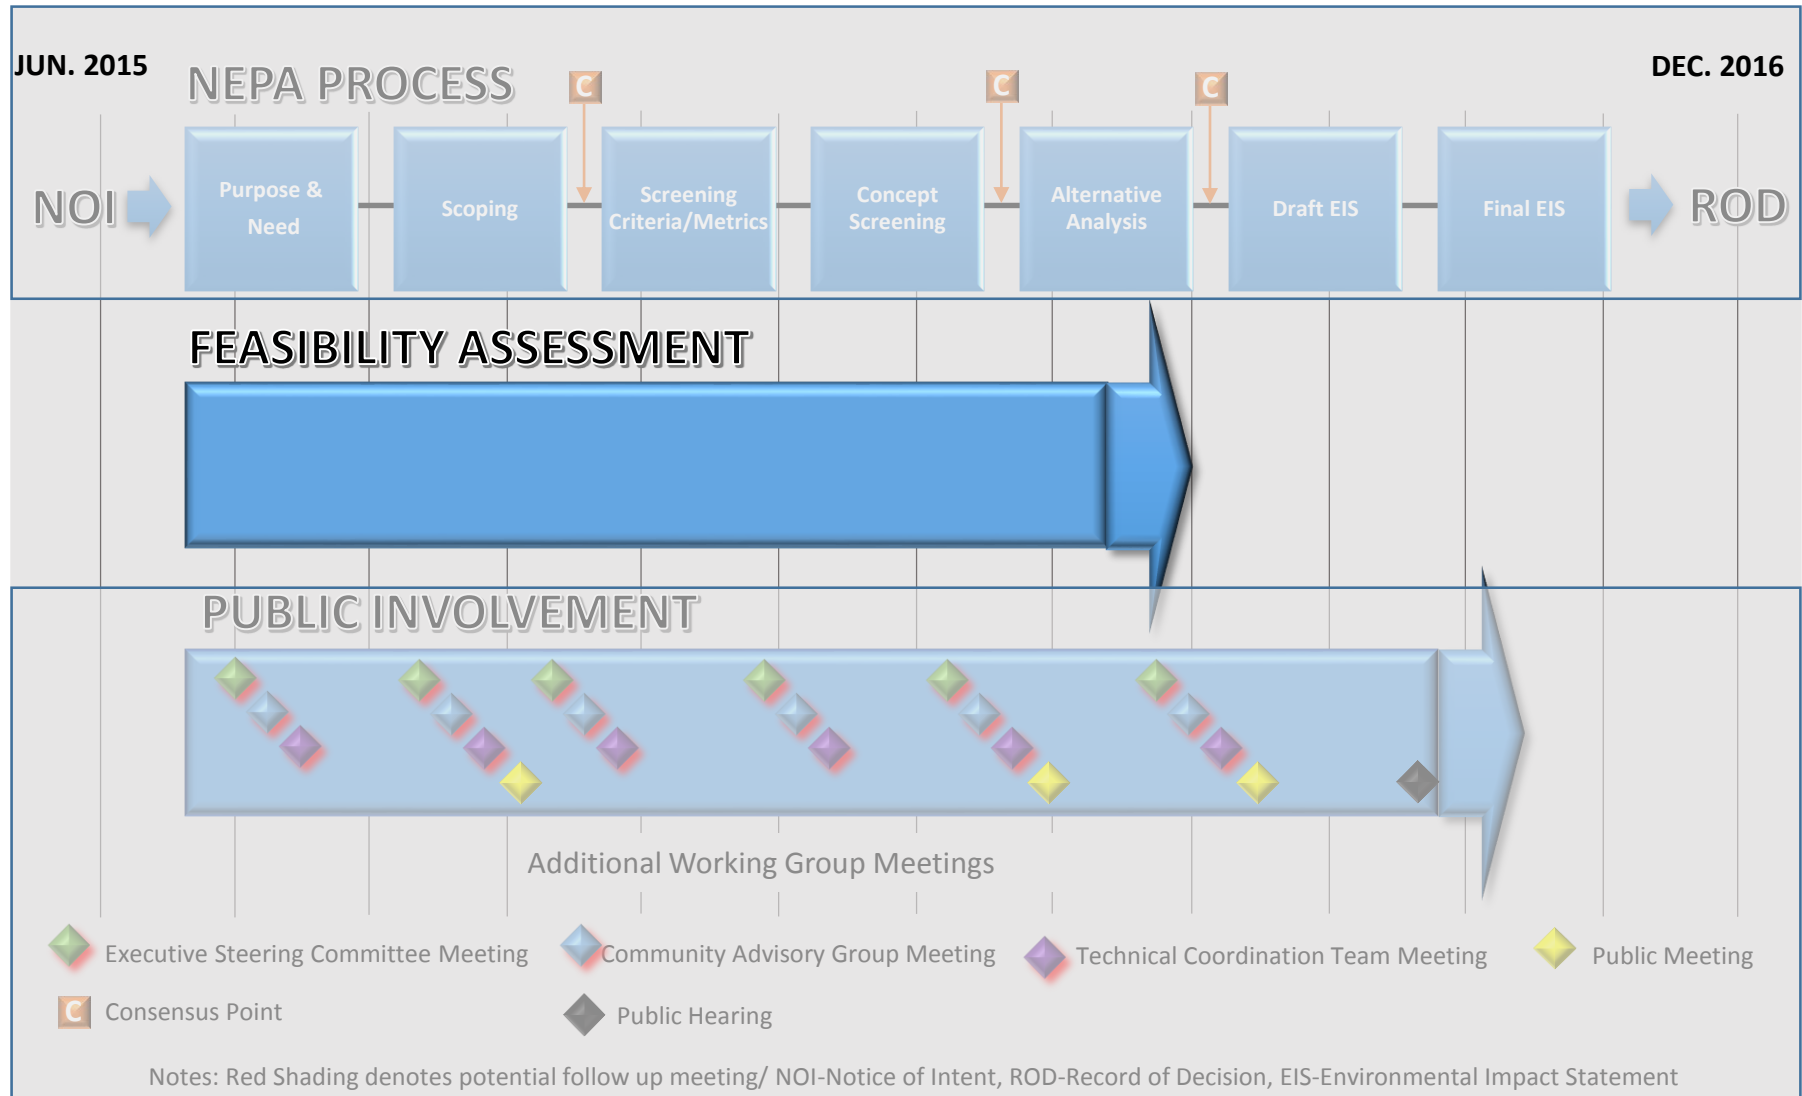 JUN. 2015
DEC. 2016
NEPA PROCESS
C
C
C
NOI
Purpose &
Need
Scoping
Screening
Criteria/Metrics
Concept
Screening
Alternative
Analysis
Draft EIS
Final EIS
ROD
FEASIBILITY ASSESSMENT
PUBLIC INVOLVEMENT
Additional Working Group Meetings
Executive Steering Committee Meeting
Community Advisory Group Meeting
Technical Coordination Team Meeting
Public Meeting
C Consensus Point
Public Hearing
Notes: Red Shading denotes potential follow up meeting/ NOI-Notice of Intent, ROD-Record of Decision, EIS-Environmental Impact Statement